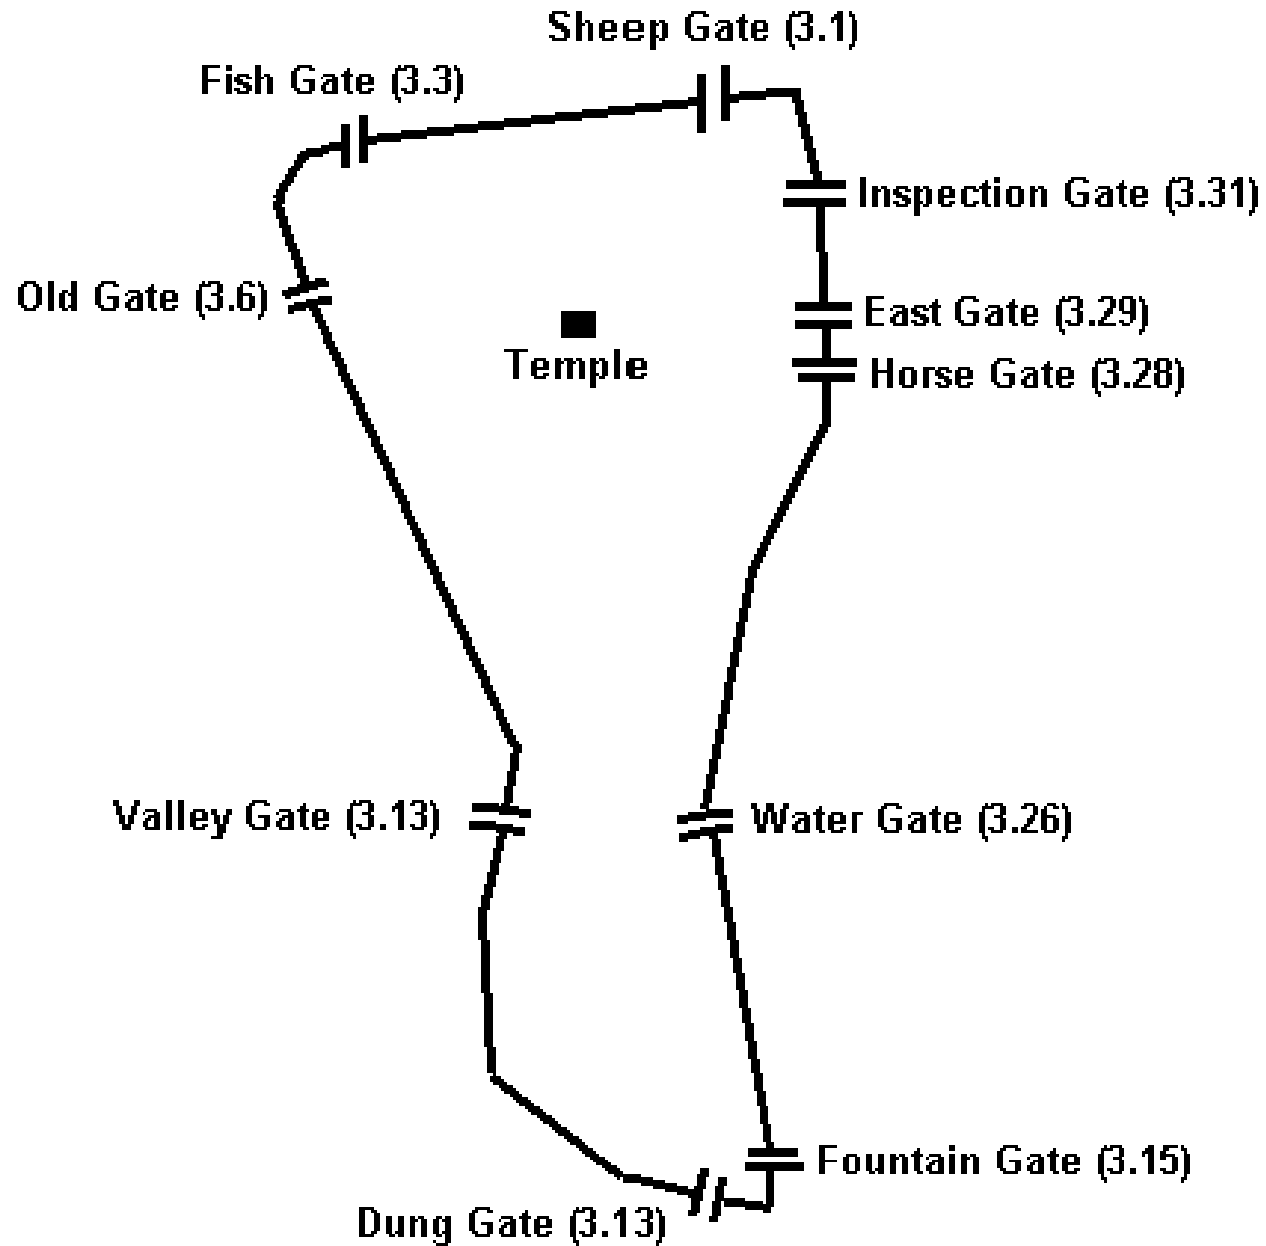 Sheep Gate (3.1)
Fish Gate (3.3)
Inspection Gate (3.31)
Old Gate (3.6)
East Gate (3.29)
Temple
Horse Gate (3.28)
Valley Gate (3.13)
Water Gate (3.26)
Fountain Gate (3.15)
Dung Gate (3.13)